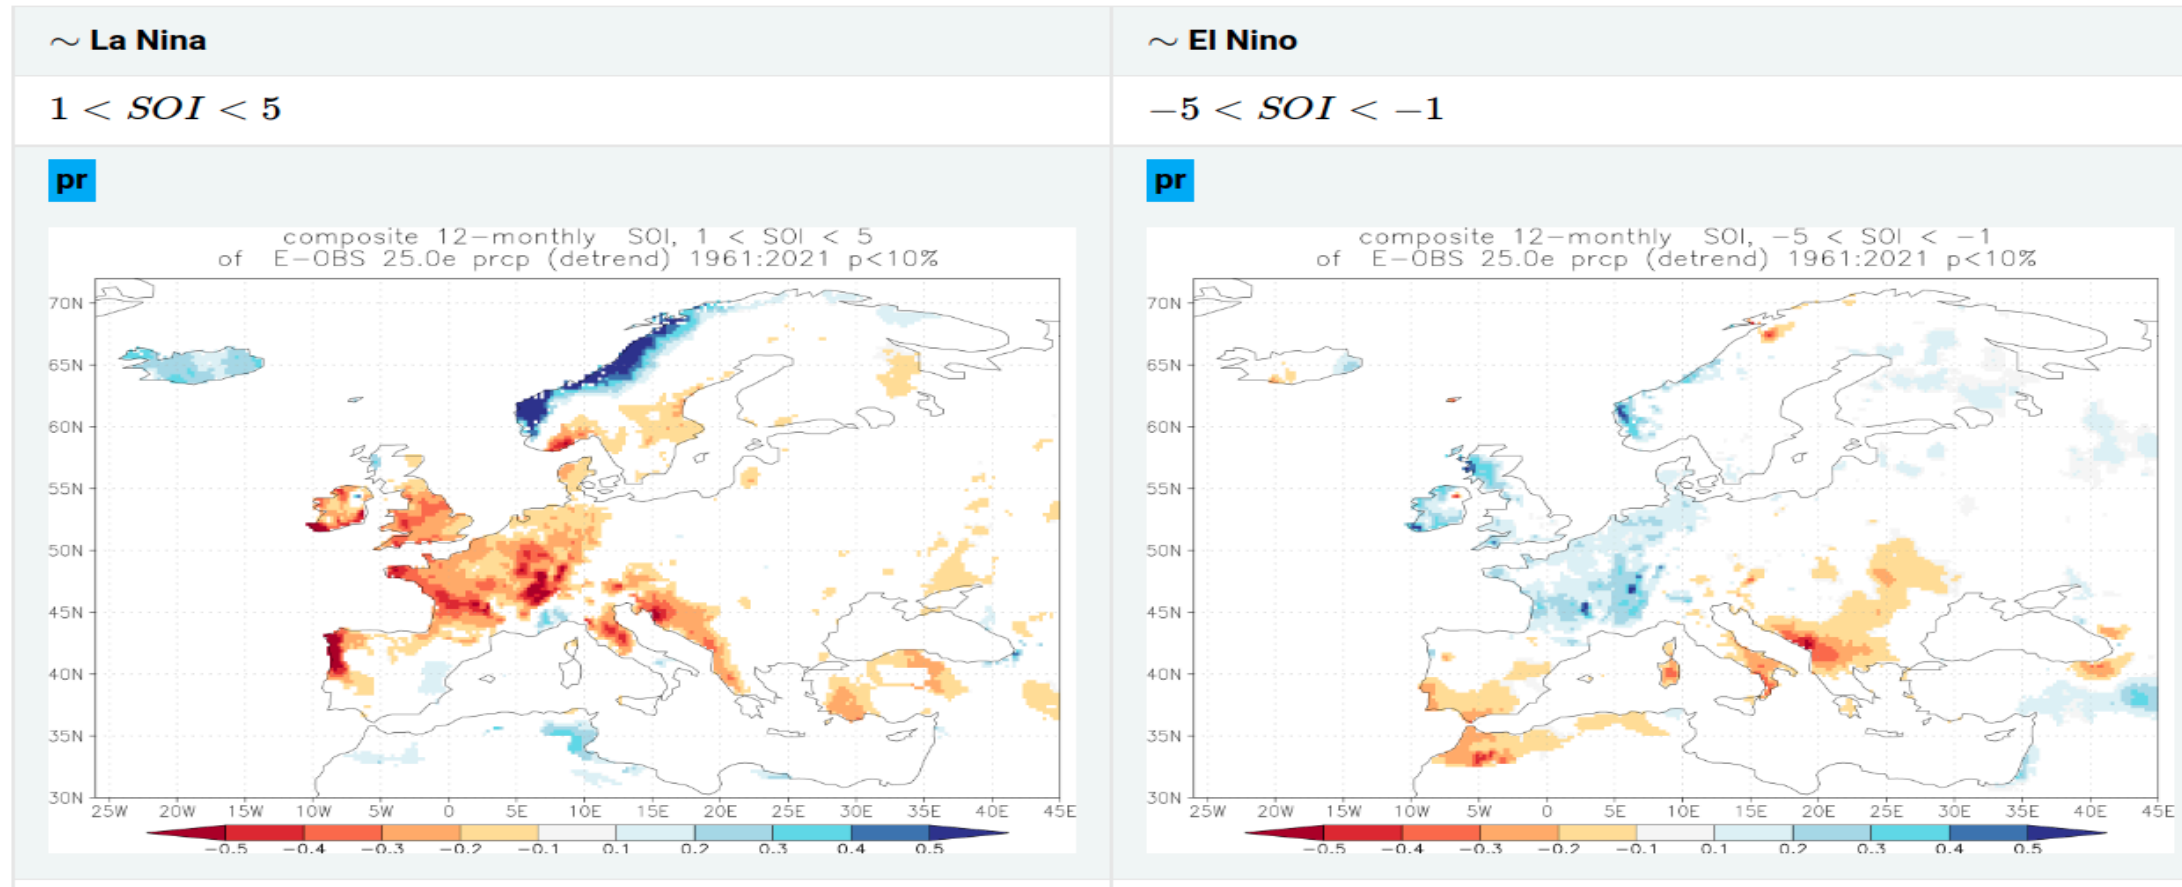 ∼ La Nina
∼ El Nino
1 < SOI < 5
−5 < SOI < −1
pr
pr
composite 12-monthly SOI, 1 < SOI < 5
of E-OBS 25.0e prcp (detrend) 1961:2021 p<10%
70N
65N
60N
55N
50N
45N
40N
35N
30N
25W 20W 15W 10W 5W 0 5E 10E 15E 20E 25E 30E 35E 40E 45E
-0.5 -0.4 -0.3 -0.2 -0.1 0.1 0.2 0.3 0.4 0.5
composite 12-monthly SOI, -5 < SOI < -1
of E-OBS 25.0e prcp (detrend) 1961:2021 p<10%
70N
65N
60N
55N
50N
45N
40N
35N
30N
25W 20W 15W 10W 5W 0 5E 10E 15E 20E 25E 30E 35E 40E 45E
-0.5 -0.4 -0.3 -0.2 -0.1 0.1 0.2 0.3 0.4 0.5